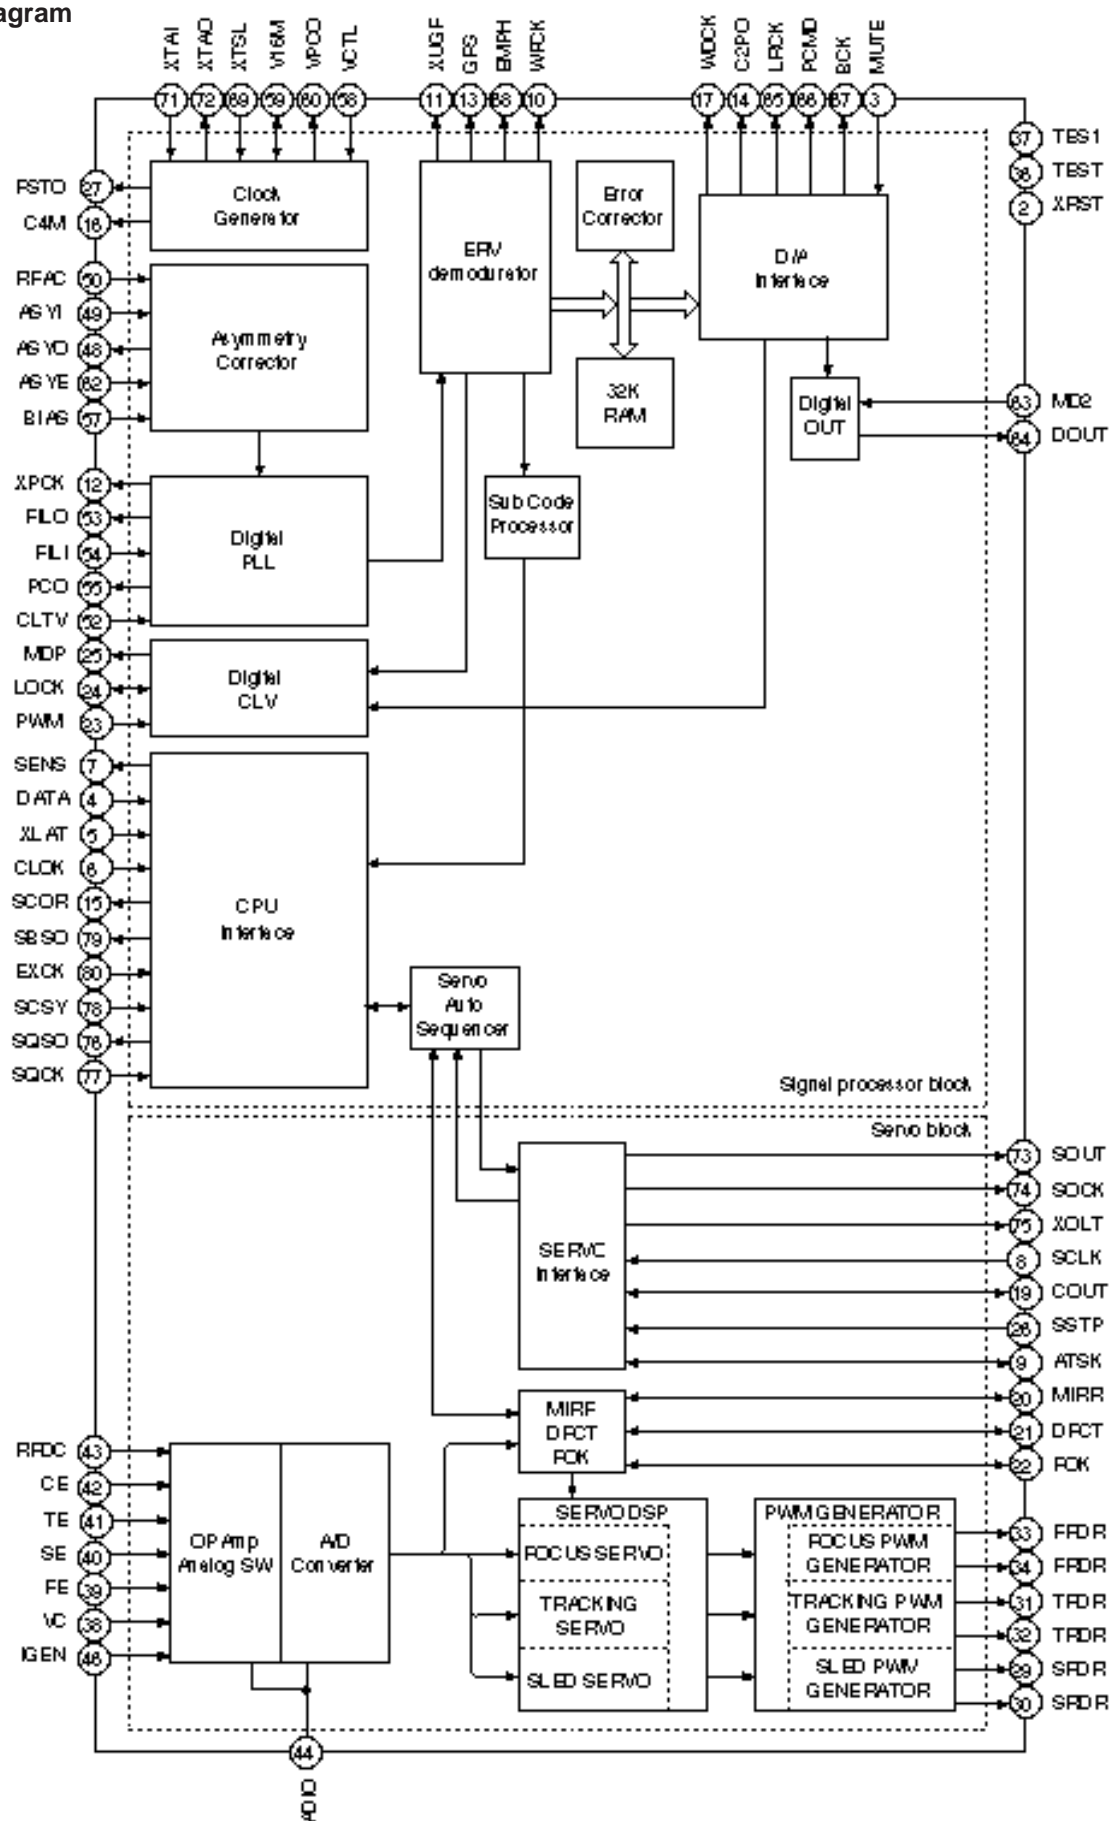 agram
XTAI XTAO XTSL V16M VPCO VCTL XUGF GFS EMPH WFCK WDCK C2PO LRCK PCMD BCK MUTE
71 72 69 59 60 58 11 13 68 10 17 14 65 66 67 3
37 TES1
36 TEST
2 XRST
FSTO 27
C4M 16
Clock
Generator
RFAC 50
ASYI 49
ASYO 48
ASYE 62
BIAS 57
Asymmetry
Corrector
EFM
demodurator
Error
Corrector
32K
RAM
D/A
Interface
Digital
OUT
63 MD2
64 DOUT
XPCK 12
FILO 53
FILI 54
PCO 55
CLTV 52
Digital
PLL
Sub Code
Processor
MDP 25
LOCK 24
PWMI 23
Digital
CLV
SENS 7
DATA 4
XLAT 5
CLOK 6
SCOR 15
SBSO 79
EXCK 80
SCSY 78
SQSO 76
SQCK 77
CPU
Interface
Servo
Auto
Sequencer
Signal processor block
Servo block
SERVO
Interface
73 SOUT
74 SOCK
75 XOLT
8 SCLK
19 COUT
26 SSTP
9 ATSK
MIRR
DFCT
FOK
20 MIRR
21 DFCT
22 FOK
RFDC 43
CE 42
TE 41
SE 40
FE 39
VC 38
IGEN 46
OP Amp
Analog SW
A/D
Converter
SERVO DSP
FOCUS SERVO
TRACKING
SERVO
SLED SERVO
PWM GENERATOR
FOCUS PWM
GENERATOR
TRACKING PWM
GENERATOR
SLED PWM
GENERATOR
33 FFDR
34 FRDR
31 TFDR
32 TRDR
29 SFDR
30 SRDR
44
ADIO